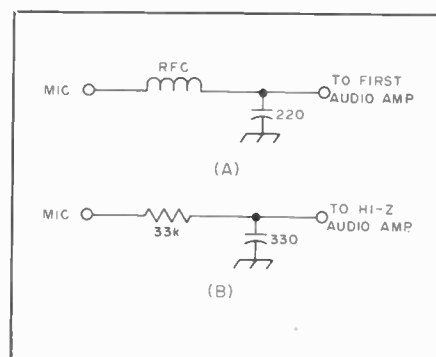 RFC
MIC
TO FIRST
AUDIO AMP.
220
(A)
MIC
33k
TO HI-Z
AUDIO AMP.
330
(B)